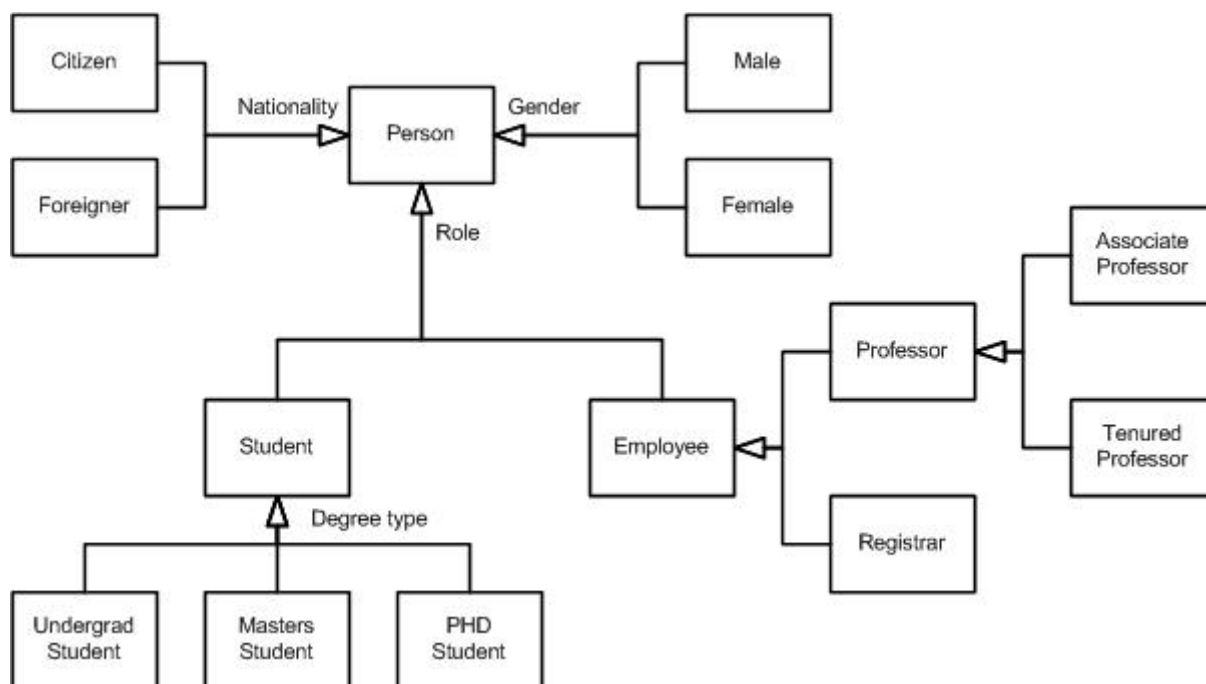 Citizen
Male
Nationality
Gender
Person
Foreigner
Female
Role
Associate
Professor
Professor
Student
Employee
Tenured
Professor
Degree type
Registrar
Undergrad
Student
Masters
Student
PHD
Student